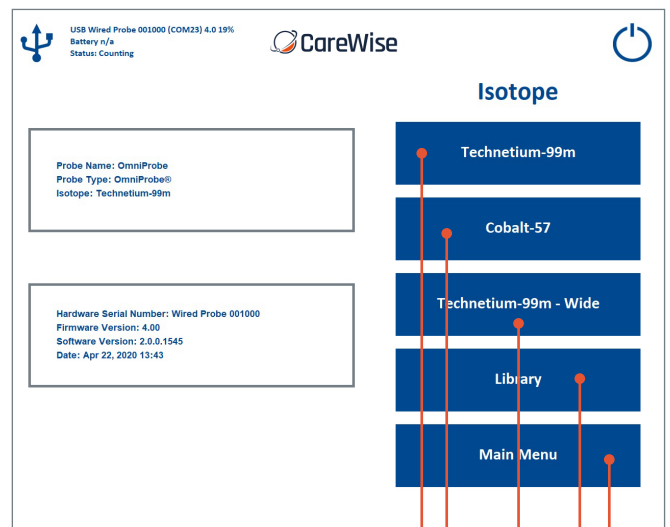 USB Wired Probe 001000 (COM23) 4.0 19%
Battery n/a
Status: Counting
CareWise
Isotope
Probe Name: OmniProbe
Probe Type: OmniProbe®
Isotope: Technetium-99m
Hardware Serial Number: Wired Probe 001000
Firmware Version: 4.00
Software Version: 2.0.0.1545
Date: Apr 22, 2020 13:43
Technetium-99m
Cobalt-57
Technetium-99m - Wide
Library
Main Menu